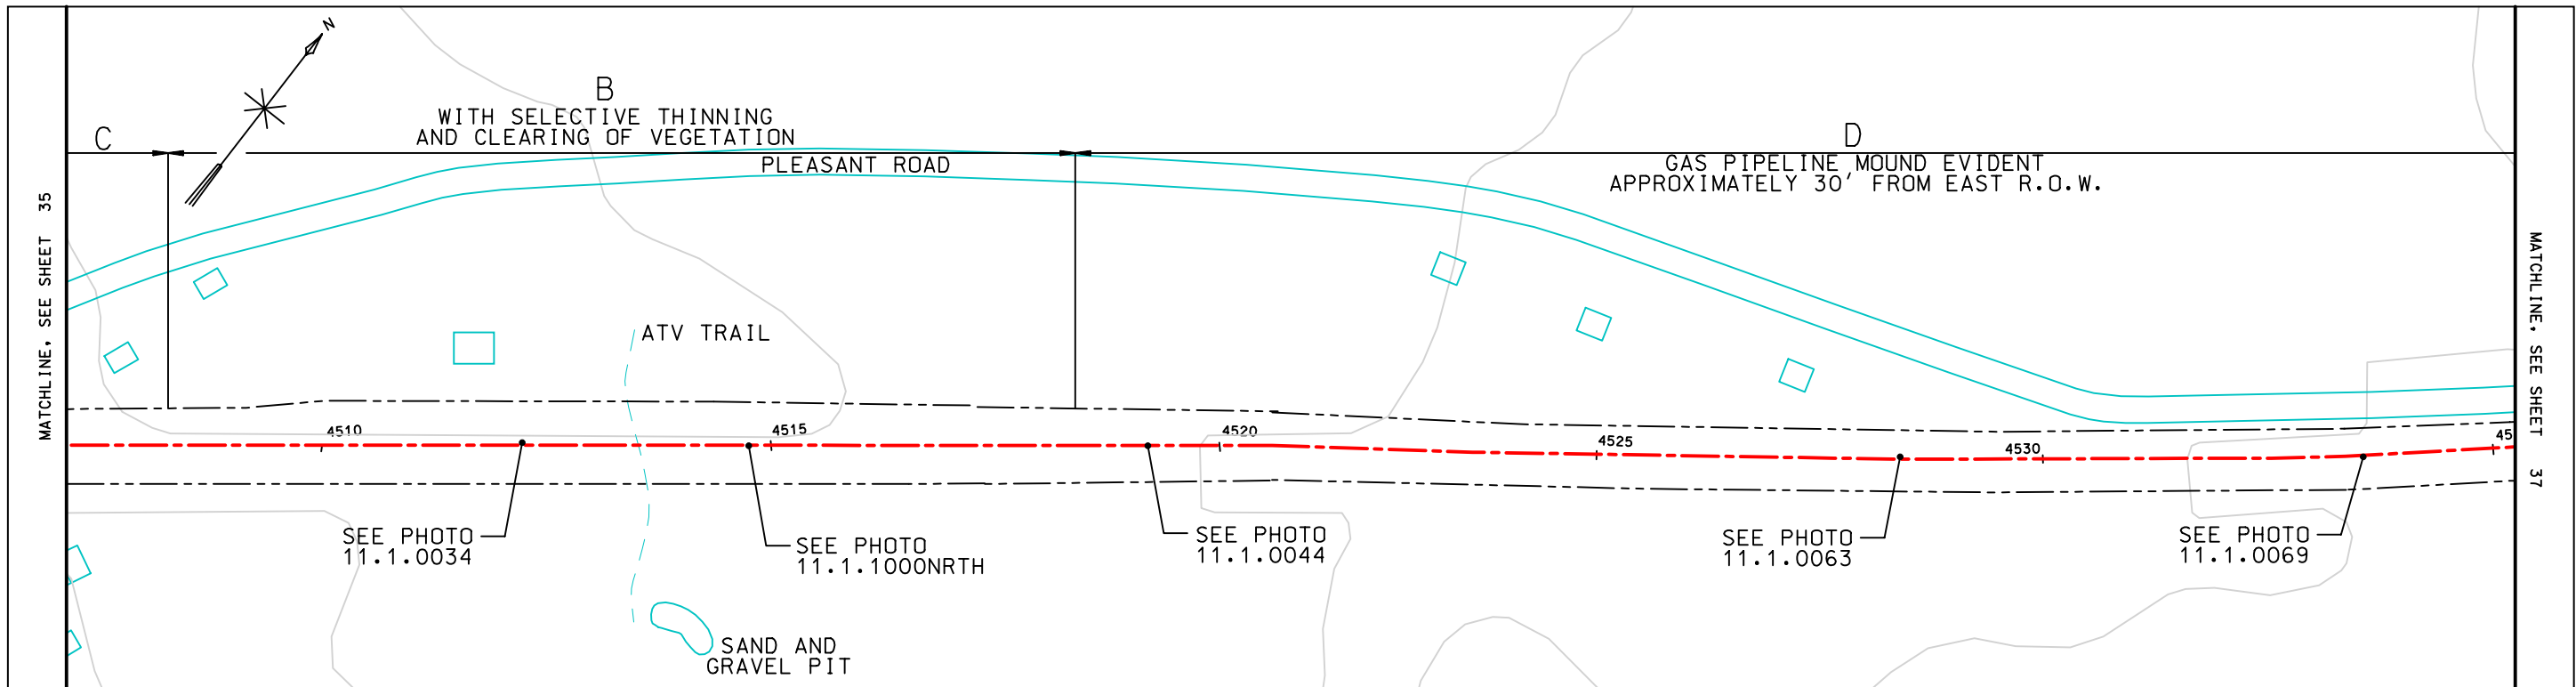 N
B
WITH SELECTIVE THINNING
AND CLEARING OF VEGETATION
C
D
PLEASANT ROAD
GAS PIPELINE MOUND EVIDENT
APPROXIMATELY 30' FROM EAST R.O.W.
MATCHLINE, SEE SHEET 35
MATCHLINE, SEE SHEET 37
ATV TRAIL
4510
4515
4520
4525
4530
45
SEE PHOTO
11.1.0034
SEE PHOTO
11.1.1000NRTH
SEE PHOTO
11.1.0044
SEE PHOTO
11.1.0063
SEE PHOTO
11.1.0069
SAND AND
GRAVEL PIT